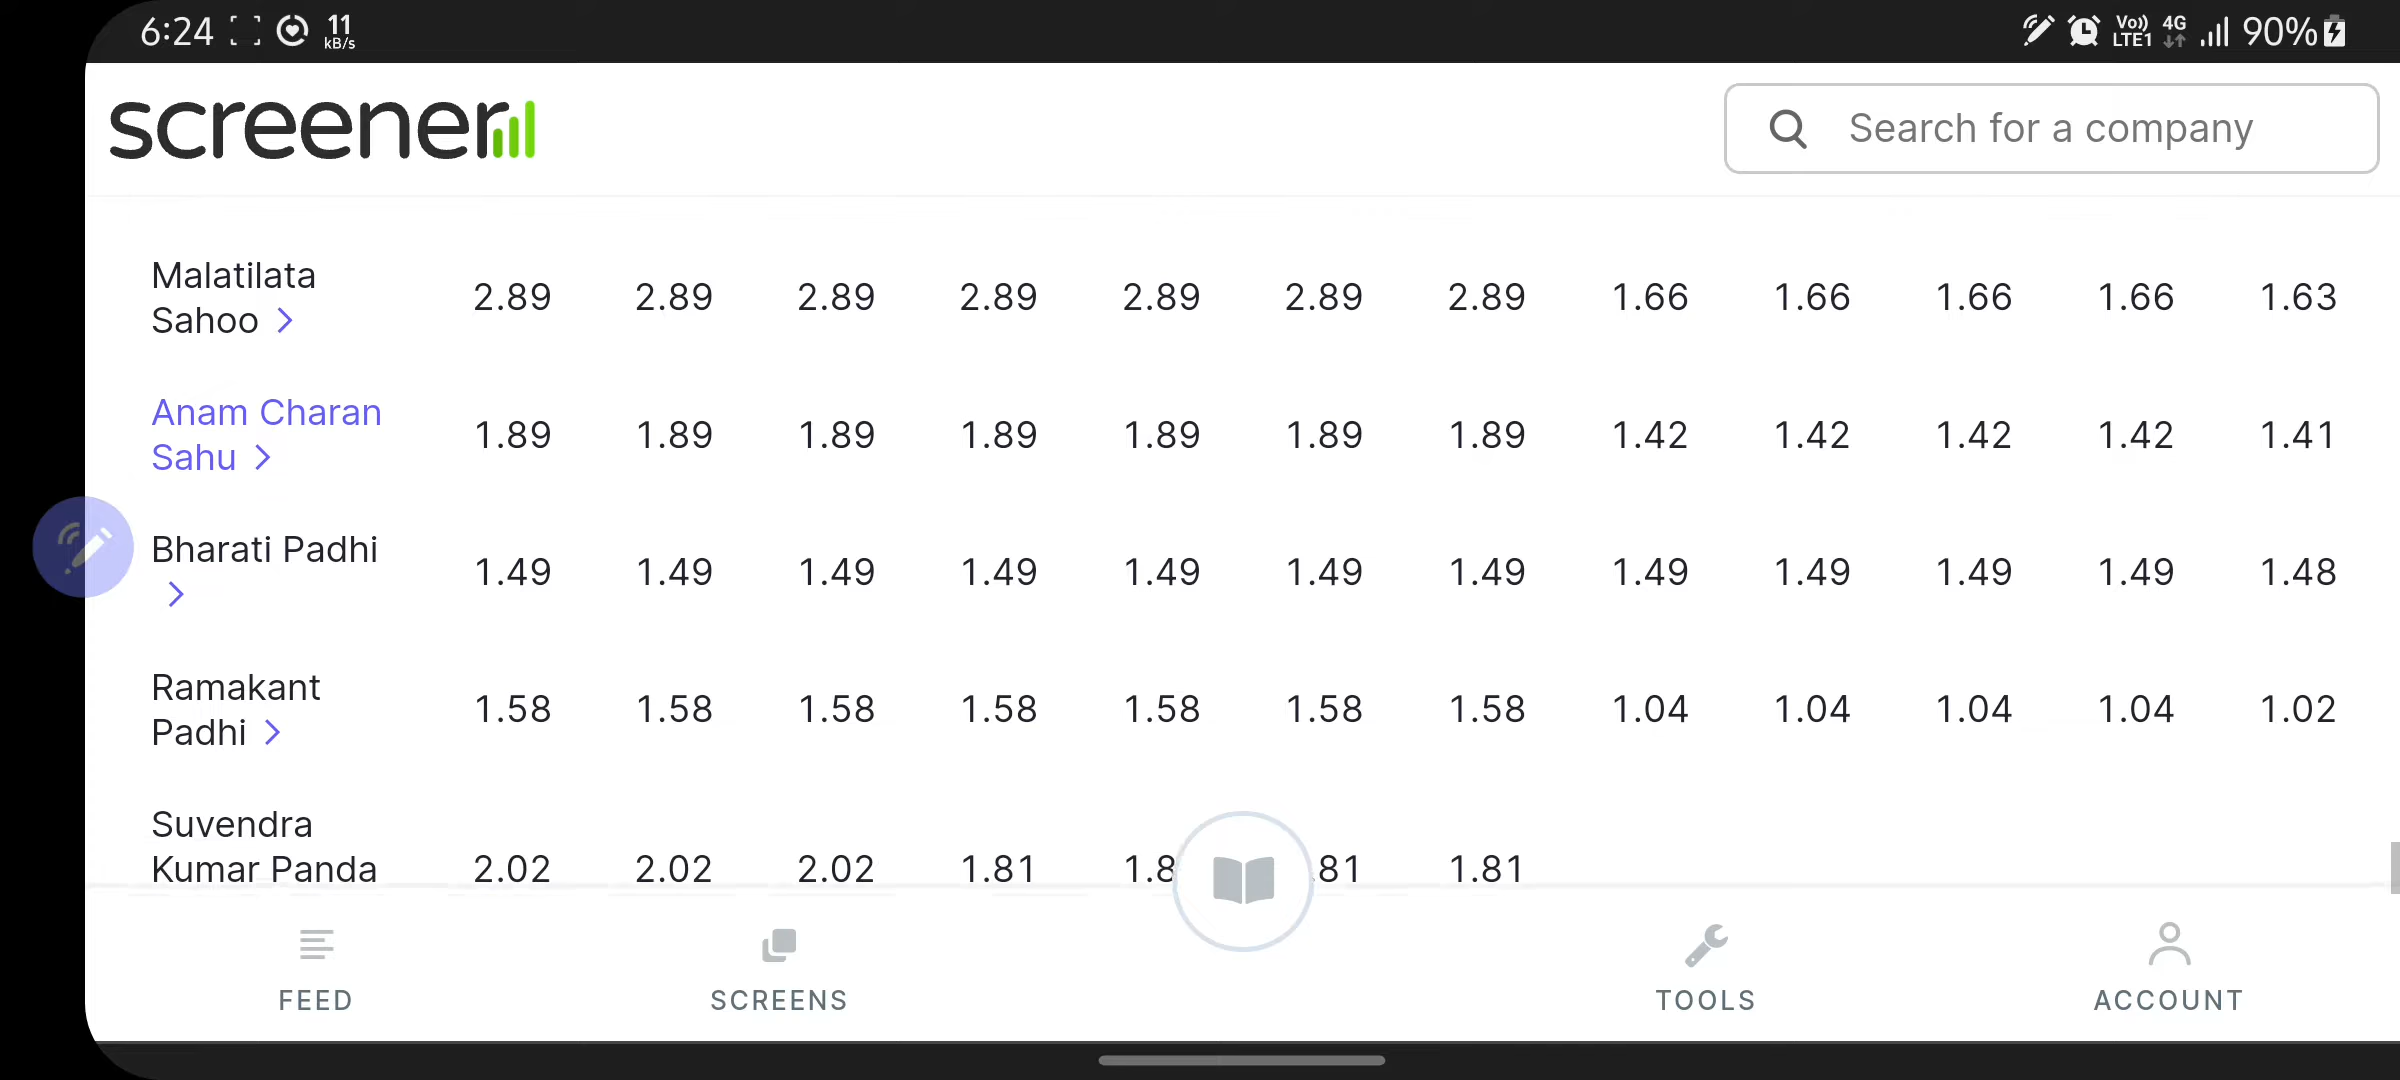 6:24 11 kB/s Vo)) LTE1 4G 90%
screener
Search for a company
Malatilata Sahoo 2.89 2.89 2.89 2.89 2.89 2.89 2.89 1.66 1.66 1.66 1.66 1.63
Anam Charan Sahu 1.89 1.89 1.89 1.89 1.89 1.89 1.89 1.42 1.42 1.42 1.42 1.41
Bharati Padhi 1.49 1.49 1.49 1.49 1.49 1.49 1.49 1.49 1.49 1.49 1.49 1.48
Ramakant Padhi 1.58 1.58 1.58 1.58 1.58 1.58 1.58 1.04 1.04 1.04 1.04 1.02
Suvendra Kumar Panda 2.02 2.02 2.02 1.81 1.8 .81 1.81
FEED SCREENS TOOLS ACCOUNT